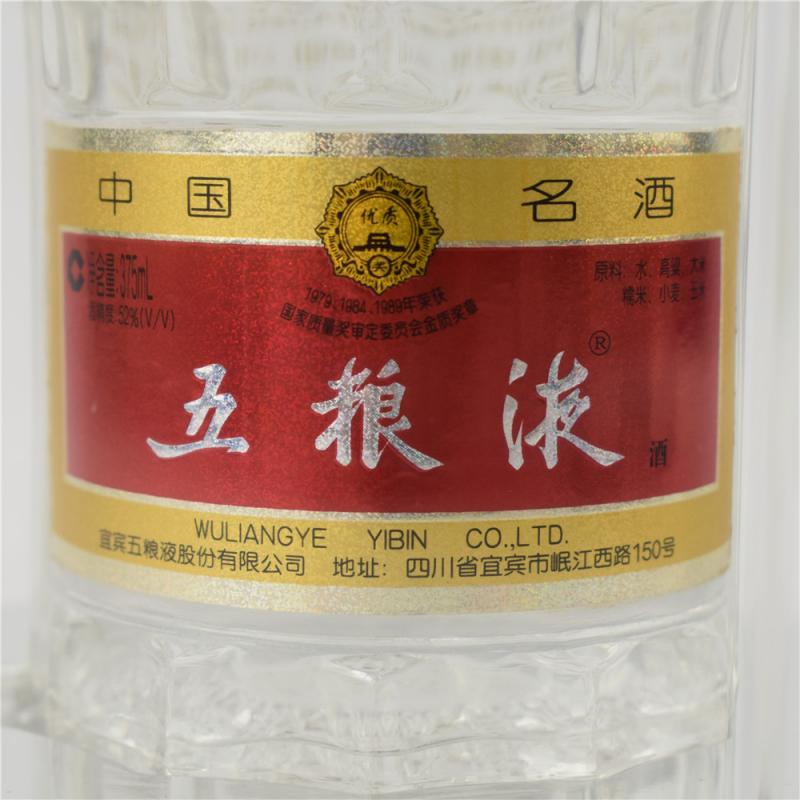 中国 名酒
优质
奖
净含量:375mL
酒精度:52%(V/V)
原料:水、高粱、大米
糯米、小麦、玉米
1979、1984、1989年荣获
国家质量奖审定委员会金质奖章
五粮液®
酒
WULIANGYE YIBIN CO.,LTD.
宜宾五粮液股份有限公司 地址: 四川省宜宾市岷江西路150号